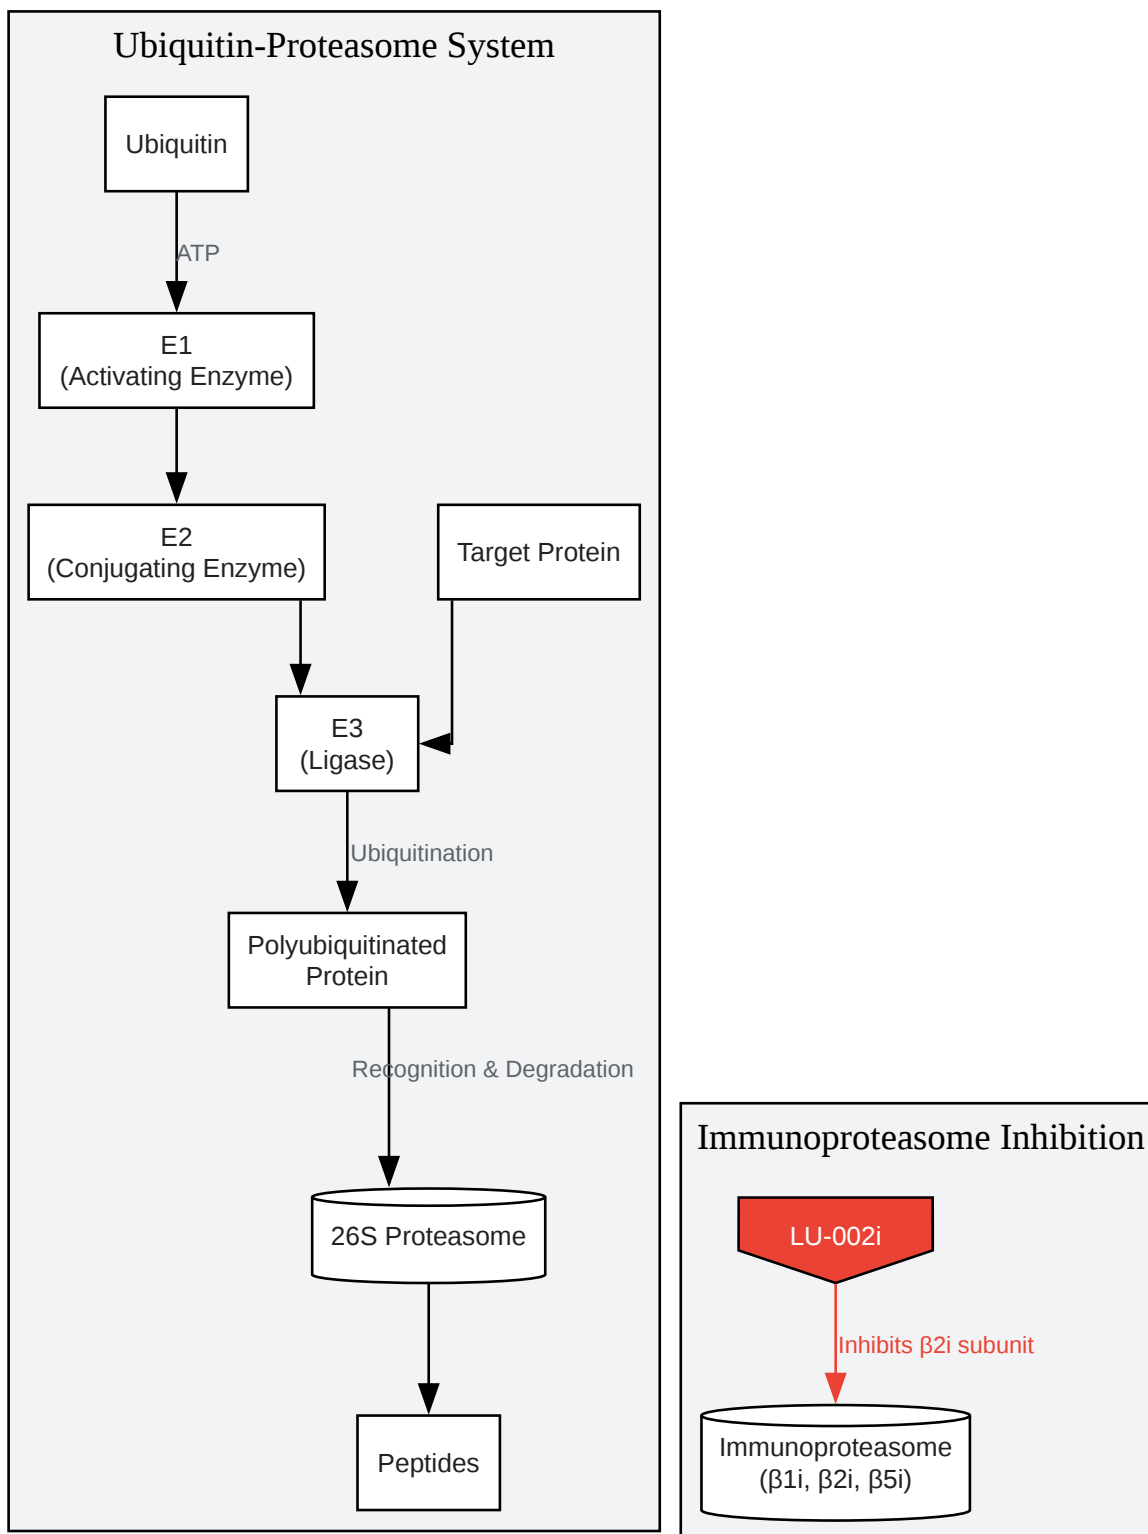 Ubiquitin-Proteasome System
Ubiquitin
ATP
E1
(Activating Enzyme)
E2
(Conjugating Enzyme)
Target Protein
E3
(Ligase)
Ubiquitination
Polyubiquitinated
Protein
Recognition & Degradation
26S Proteasome
Peptides
Immunoproteasome Inhibition
LU-002i
Inhibits β2i subunit
Immunoproteasome
(β1i, β2i, β5i)